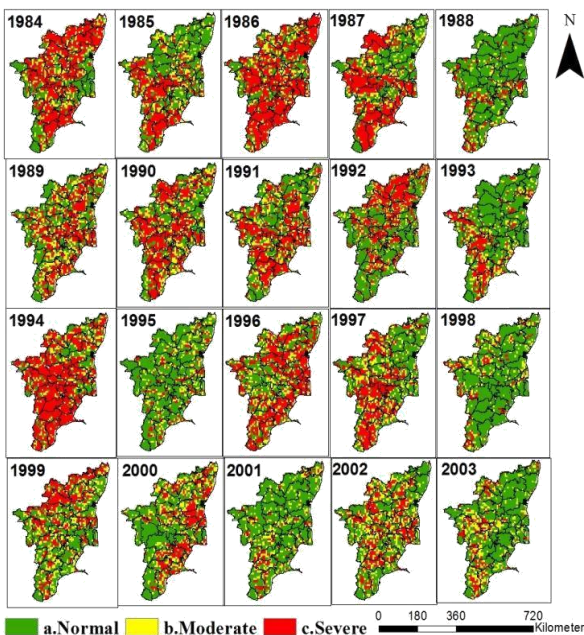 1984 1985 1986 1987 1988 N
1989 1990 1991 1992 1993
1994 1995 1996 1997 1998
1999 2000 2001 2002 2003
a.Normal b.Moderate c.Severe 0 180 360 720
Kilometer